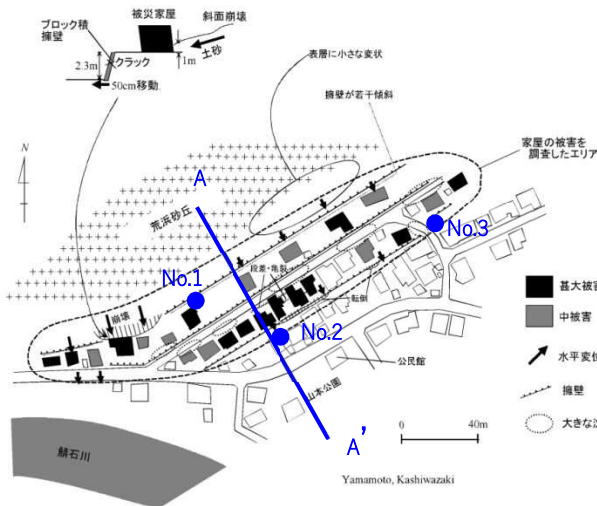 ブロック積
擁壁
被災家屋
斜面崩壊
土砂
クラック
2.3m
1m
50cm移動
表層に小さな変状
擁壁が若干傾斜
家屋の被害を
調査したエリア
N
A
荒浜砂丘
No.3
No.1
段差・亀裂
転倒
崩壊
No.2
公民館
山本公園
A’
鯖石川
甚大被害
中被害
水平変位
擁壁
大きな
0
40m
Yamamoto, Kashiwazaki